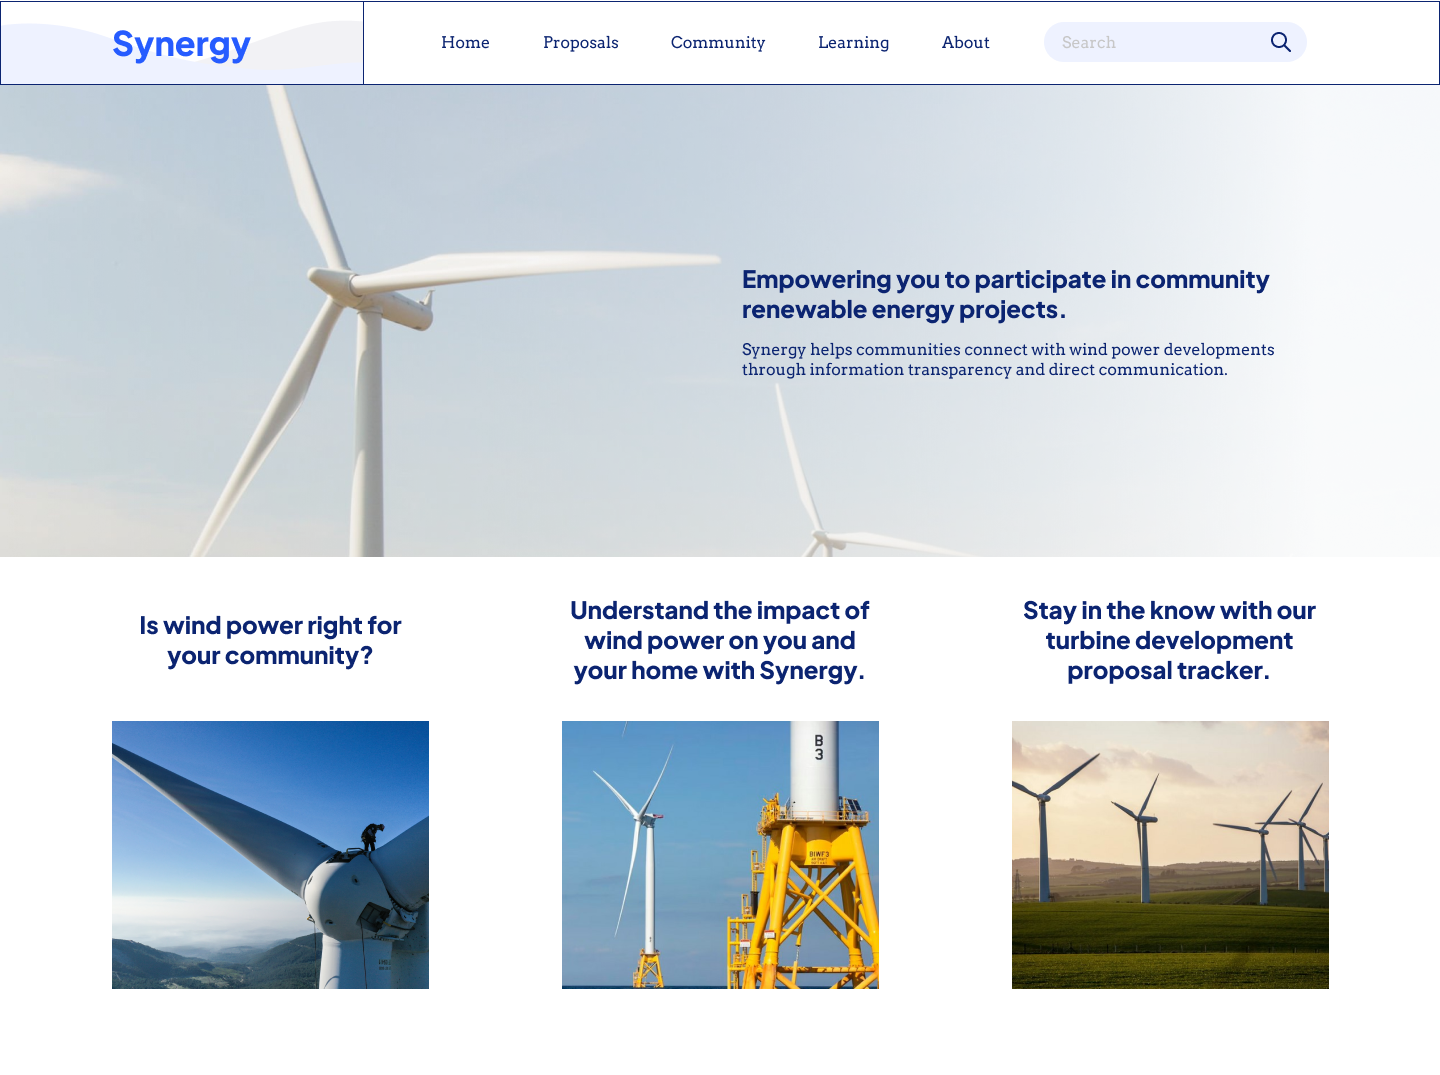 Synergy
Home
Proposals
Community
Learning
About
Search
Empowering you to participate in community
renewable energy projects.
Synergy helps communities connect with wind power developments
through information transparency and direct communication.
Is wind power right for
your community?
Understand the impact of
wind power on you and
your home with Synergy.
Stay in the know with our
turbine development
proposal tracker.
B
3
BIWF3